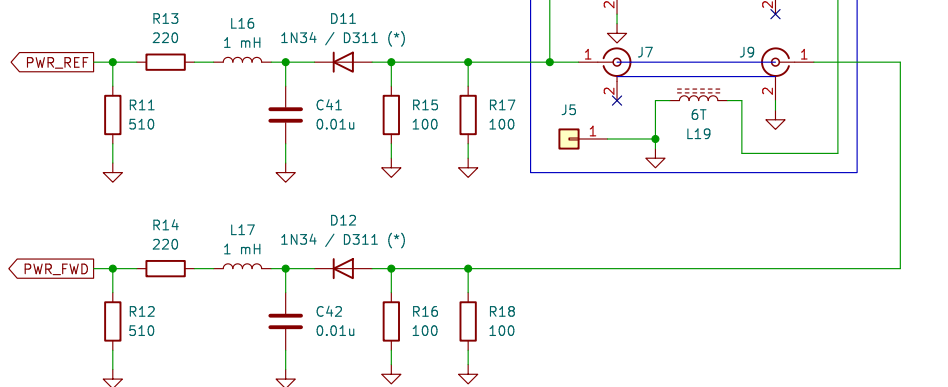 R13
220
L16
1 mH
D11
1N34 / D311 (*)
2
2
PWR_REF
1
J7
J9
1
R11
510
C41
0.01u
R15
100
R17
100
2
2
J5
1
6T
L19
R14
220
L17
1 mH
D12
1N34 / D311 (*)
PWR_FWD
R12
510
C42
0.01u
R16
100
R18
100